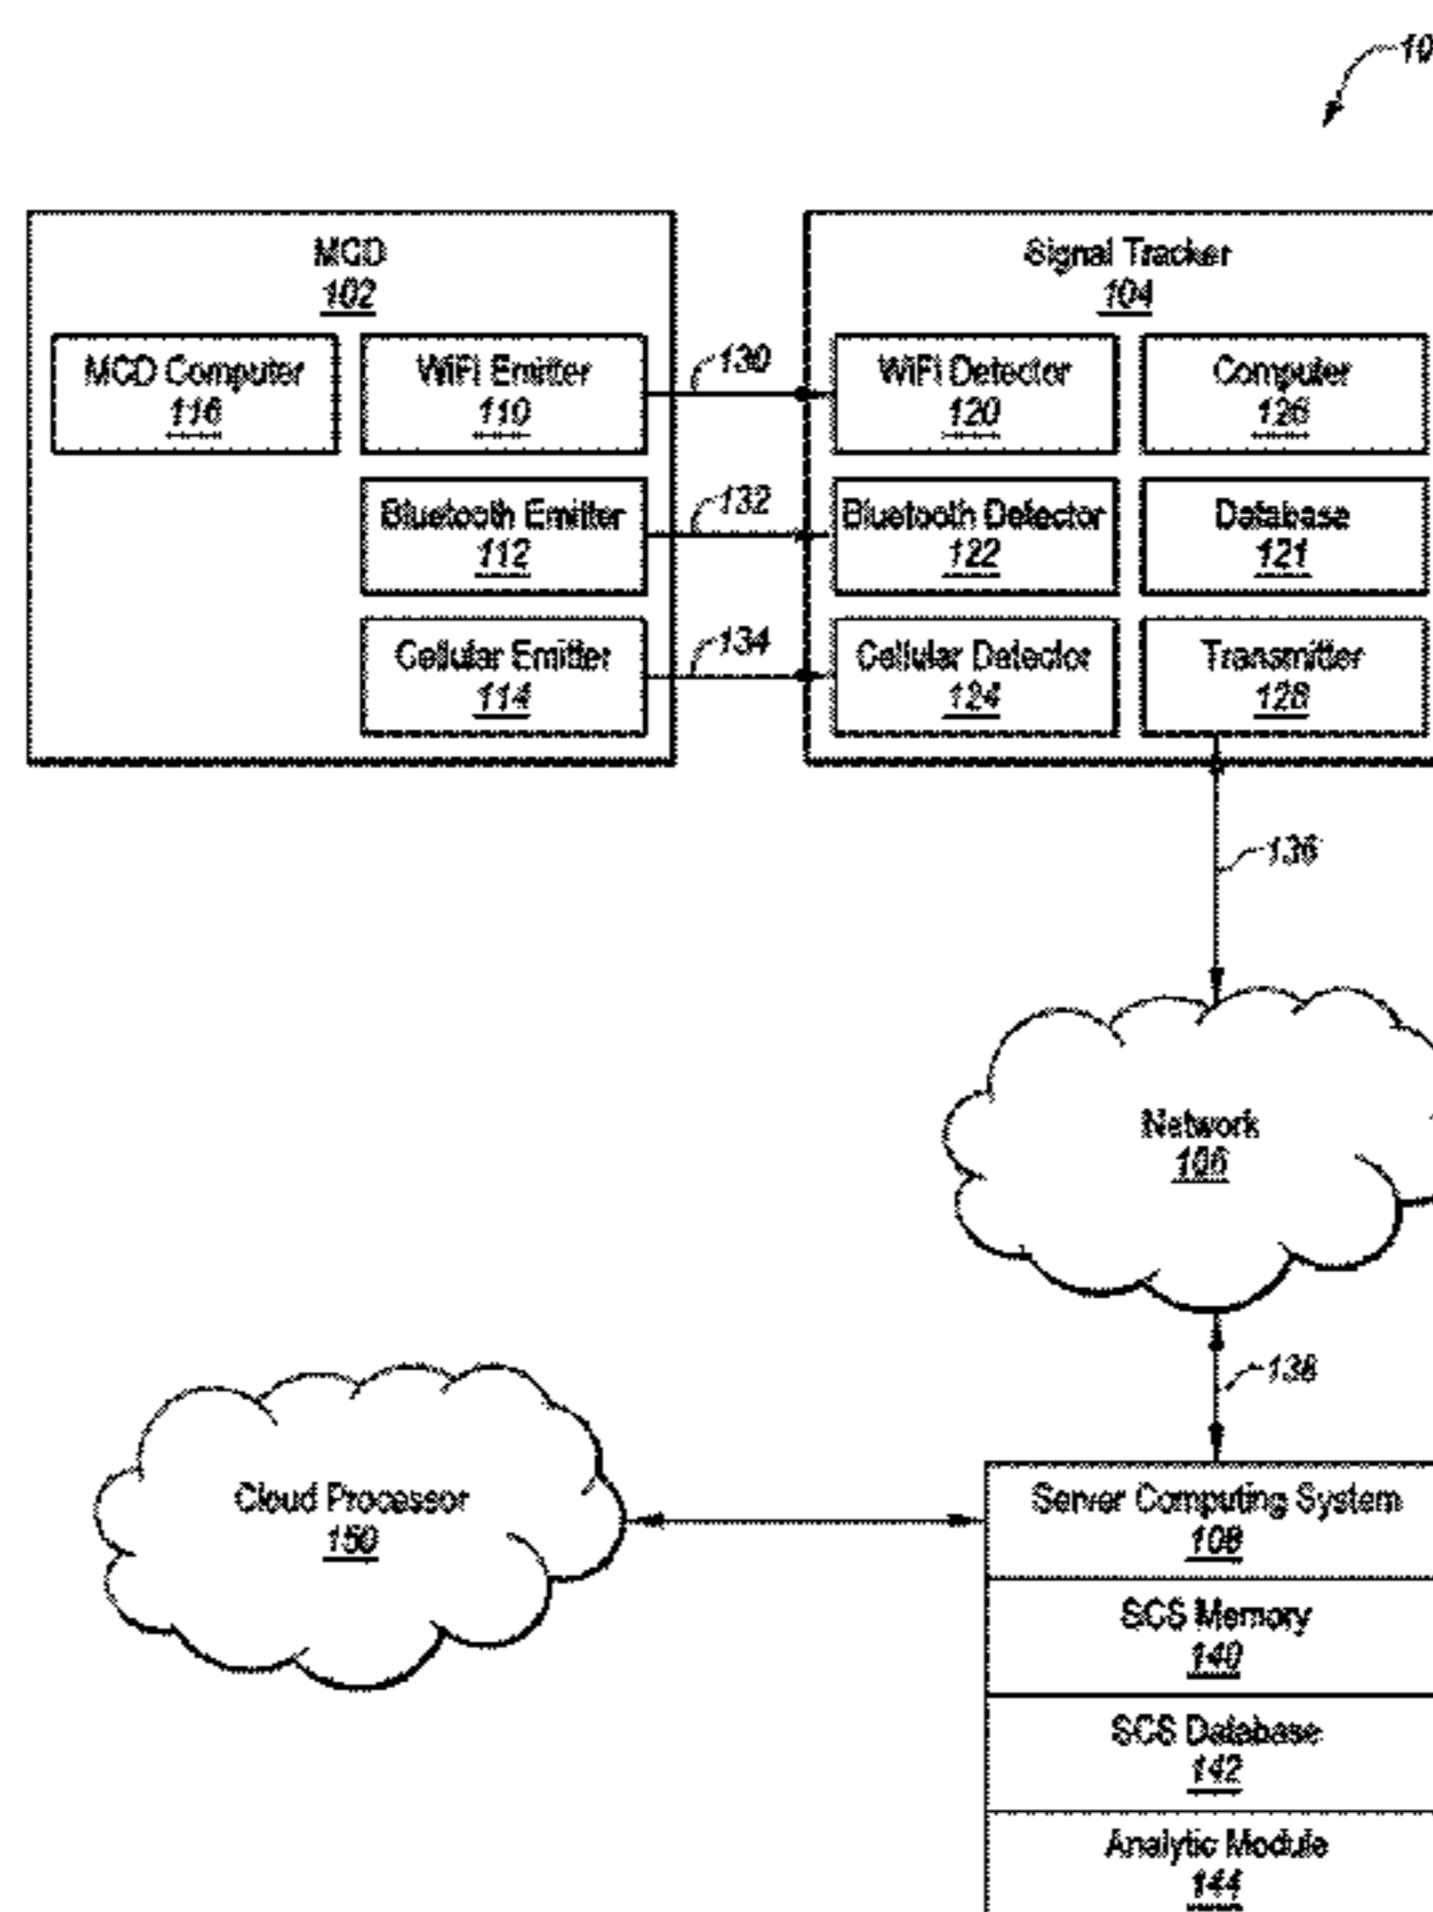 10
MCD
102
MCD Computer
116
WiFi Emitter
110
Bluetooth Emitter
112
Cellular Emitter
114
130
132
134
Signal Tracker
104
WiFi Detector
120
Computer
126
Bluetooth Detector
122
Database
121
Cellular Detector
124
Transmitter
128
136
Network
106
138
Cloud Processor
150
Server Computing System
108
SCS Memory
140
SCS Database
142
Analytic Module
144